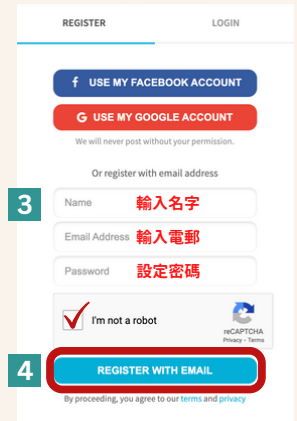 REGISTER LOGIN
f USE MY FACEBOOK ACCOUNT
G USE MY GOOGLE ACCOUNT
We will never post without your permission.
Or register with email address
3 Name 輸入名字
Email Address 輸入電郵
Password 設定密碼
I'm not a robot
reCAPTCHA
Privacy - Terms
4 REGISTER WITH EMAIL
By proceeding, you agree to our terms and privacy